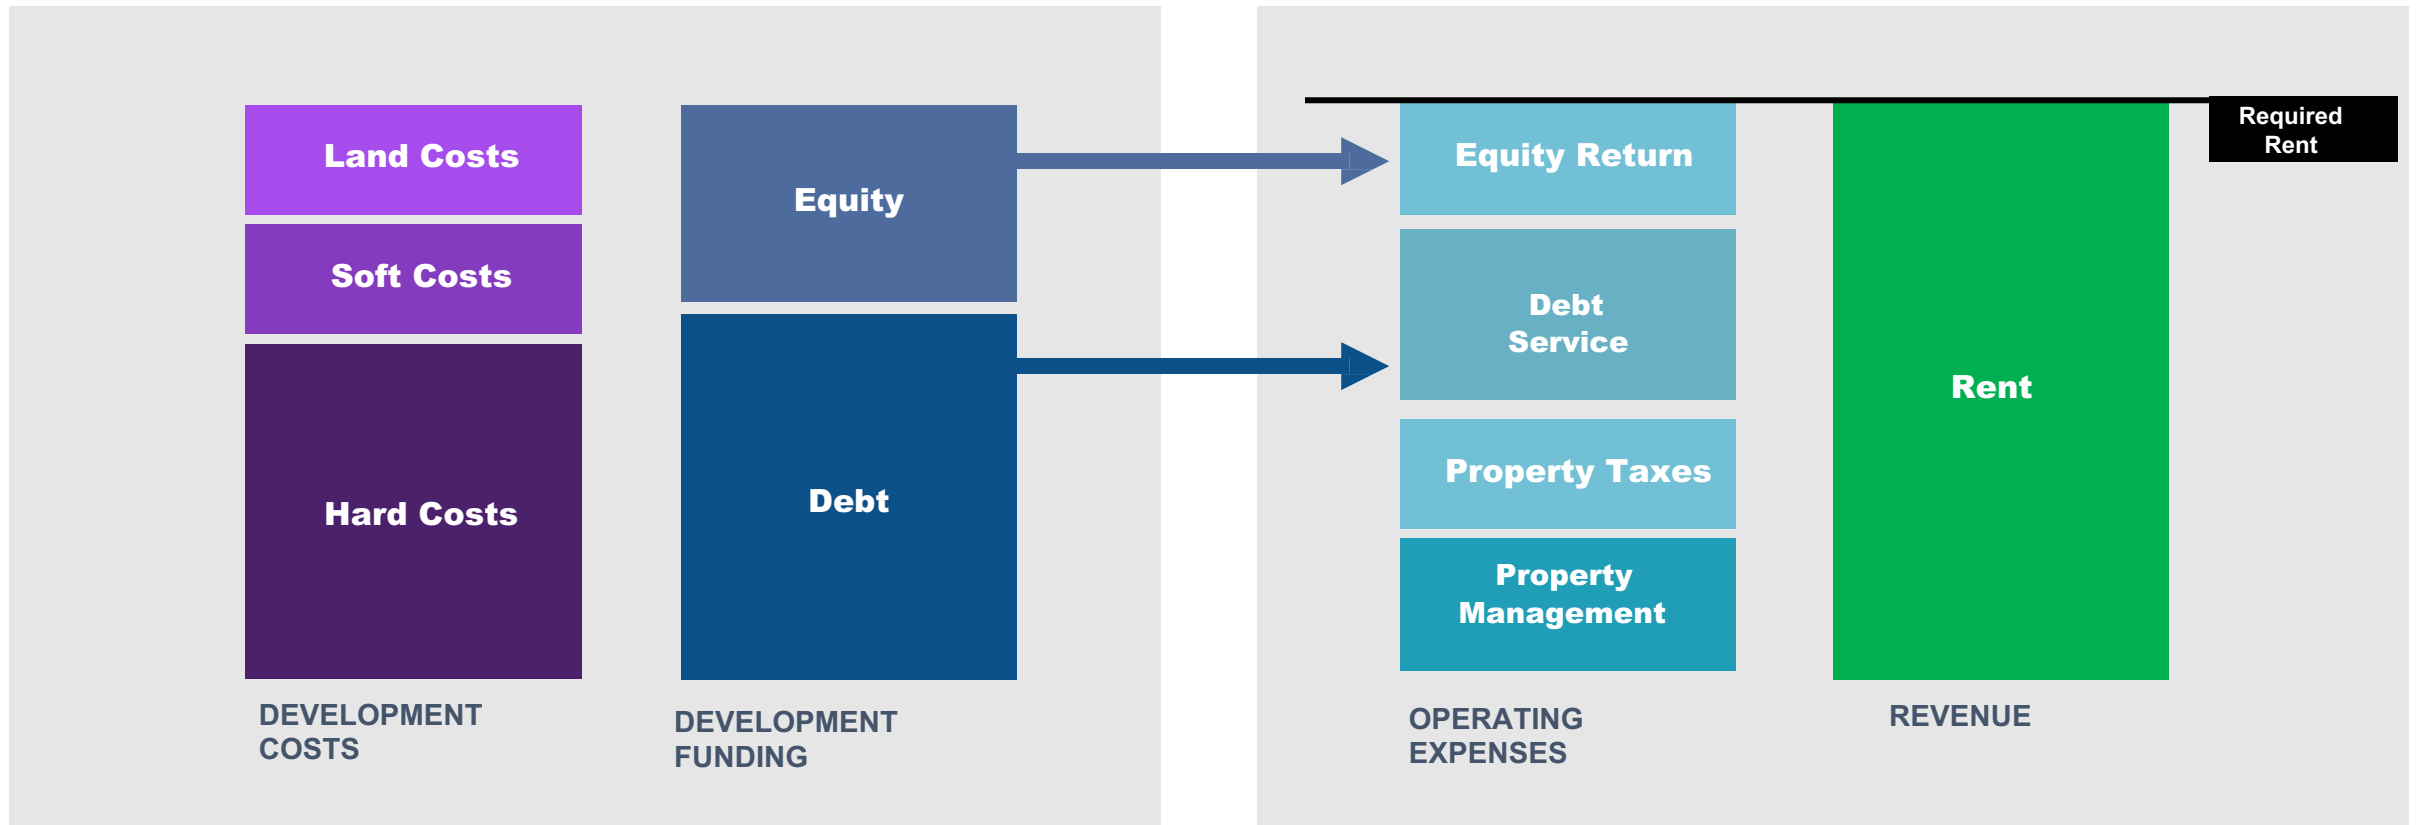 Land Costs
Soft Costs
Hard Costs
DEVELOPMENT
COSTS
Equity
Debt
DEVELOPMENT
FUNDING
Equity Return
Debt
Service
Property Taxes
Property
Management
OPERATING
EXPENSES
Rent
REVENUE
Required
Rent